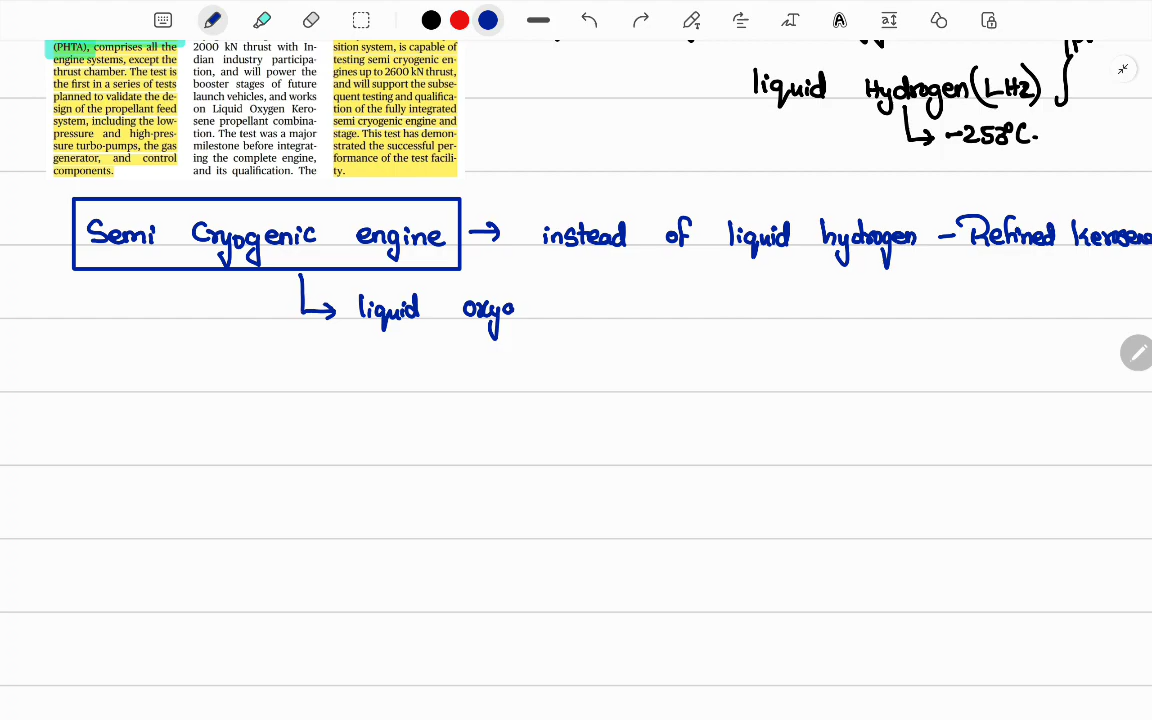 (PHTA), comprises all the
engine systems, except the
thrust chamber. The test is
the first in a series of tests
planned to validate the de-
sign of the propellant feed
system, including the low-
pressure and high-pres-
sure turbo-pumps, the gas
generator, and control
components.
2000 kN thrust with In-
dian industry participa-
tion, and will power the
booster stages of future
launch vehicles, and works
on Liquid Oxygen Kero-
sene propellant combina-
tion. The test was a major
milestone before integrat-
ing the complete engine,
and its qualification. The
sition system, is capable of
testing semi cryogenic en-
gines up to 2600 kN thrust,
and will support the subse-
quent testing and qualifica-
tion of the fully integrated
semi cryogenic engine and
stage. This test has demon-
strated the successful per-
formance of the test facili-
ty.
liquid Hydrogen (LH2)
→ -253°C.
Semi Cryogenic engine → instead of liquid hydrogen - Refined
→ liquid oxyg